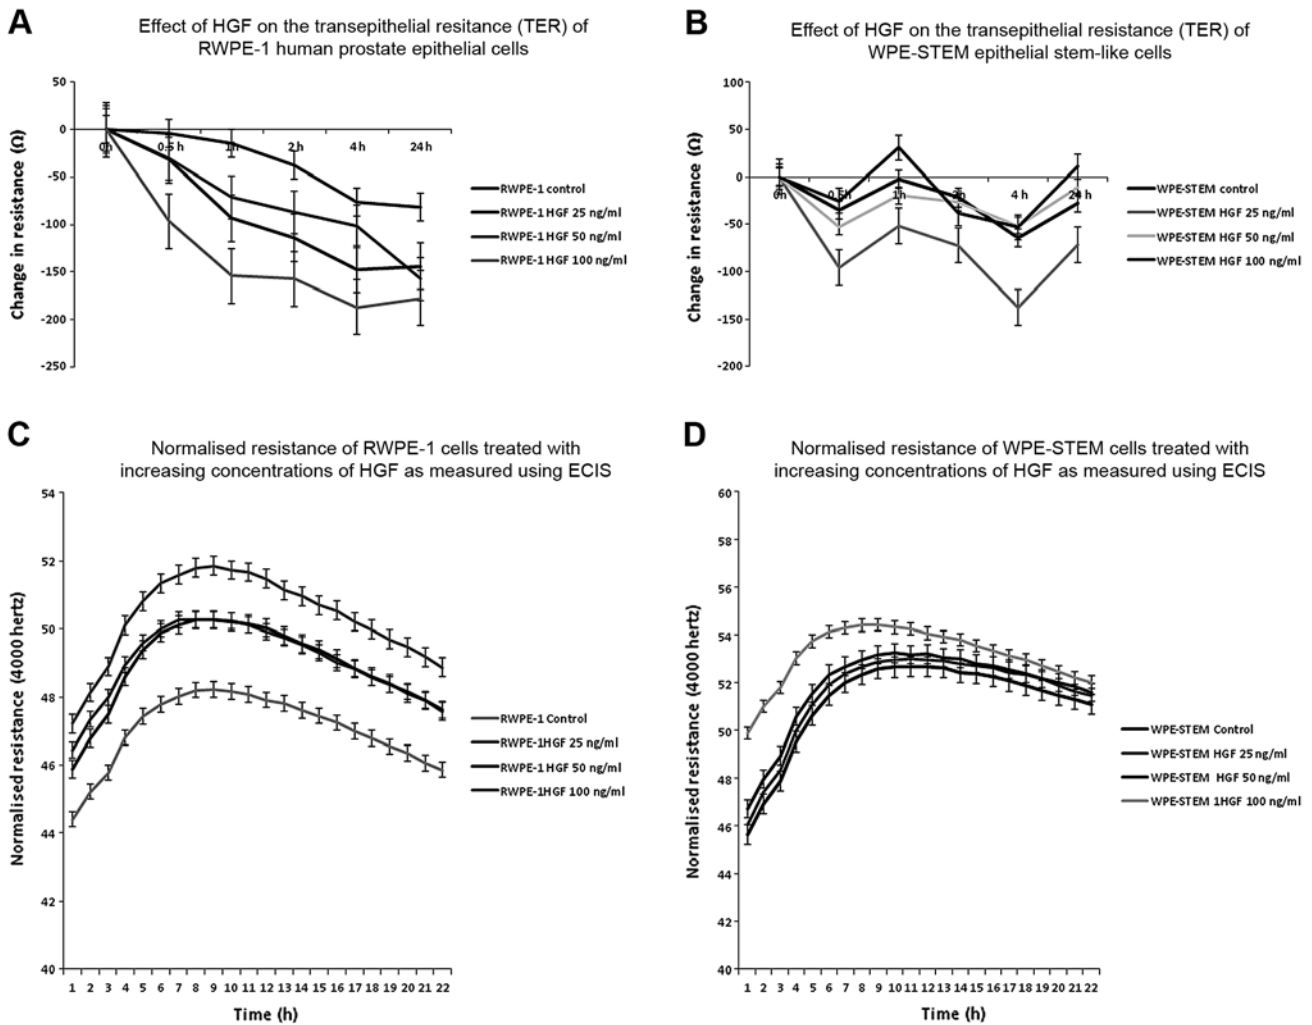 A
Effect of HGF on the transepithelial resitance (TER) of
RWPE-1 human prostate epithelial cells
50
0
-50
-100
-150
-200
-250
Change in resistance (Ω)
0h
0.5 h
1h
2h
4h
24h
RWPE-1 control
RWPE-1 HGF 25 ng/ml
RWPE-1 HGF 50 ng/ml
RWPE-1 HGF 100 ng/ml
B
Effect of HGF on the transepithelial resistance (TER) of
WPE-STEM epithelial stem-like cells
100
50
0
-50
-100
-150
-200
Change in resistance (Ω)
0h
0.5h
1h
2h
4 h
24 h
WPE-STEM control
WPE-STEM HGF 25 ng/ml
WPE-STEM HGF 50 ng/ml
WPE-STEM HGF 100 ng/ml
C
Normalised resistance of RWPE-1 cells treated with
increasing concentrations of HGF as measured using ECIS
54
52
50
48
46
44
42
40
Normalised resistance (4000 hertz)
1 2 3 4 5 6 7 8 9 10 11 12 13 14 15 16 17 18 19 20 21 22
Time (h)
RWPE-1 Control
RWPE-1HGF 25 ng/ml
RWPE-1 HGF 50 ng/ml
RWPE-1HGF 100 ng/ml
D
Normalised resistance of WPE-STEM cells treated with
increasing concentrations of HGF as measured using ECIS
60
58
56
54
52
50
48
46
44
42
40
Normalised resistance (4000 hertz)
1 2 3 4 5 6 7 8 9 10 11 12 13 14 15 16 17 18 19 20 21 22
Time (h)
WPE-STEM Control
WPE-STEM HGF 25 ng/ml
WPE-STEM HGF 50 ng/ml
WPE-STEM 1HGF 100 ng/ml